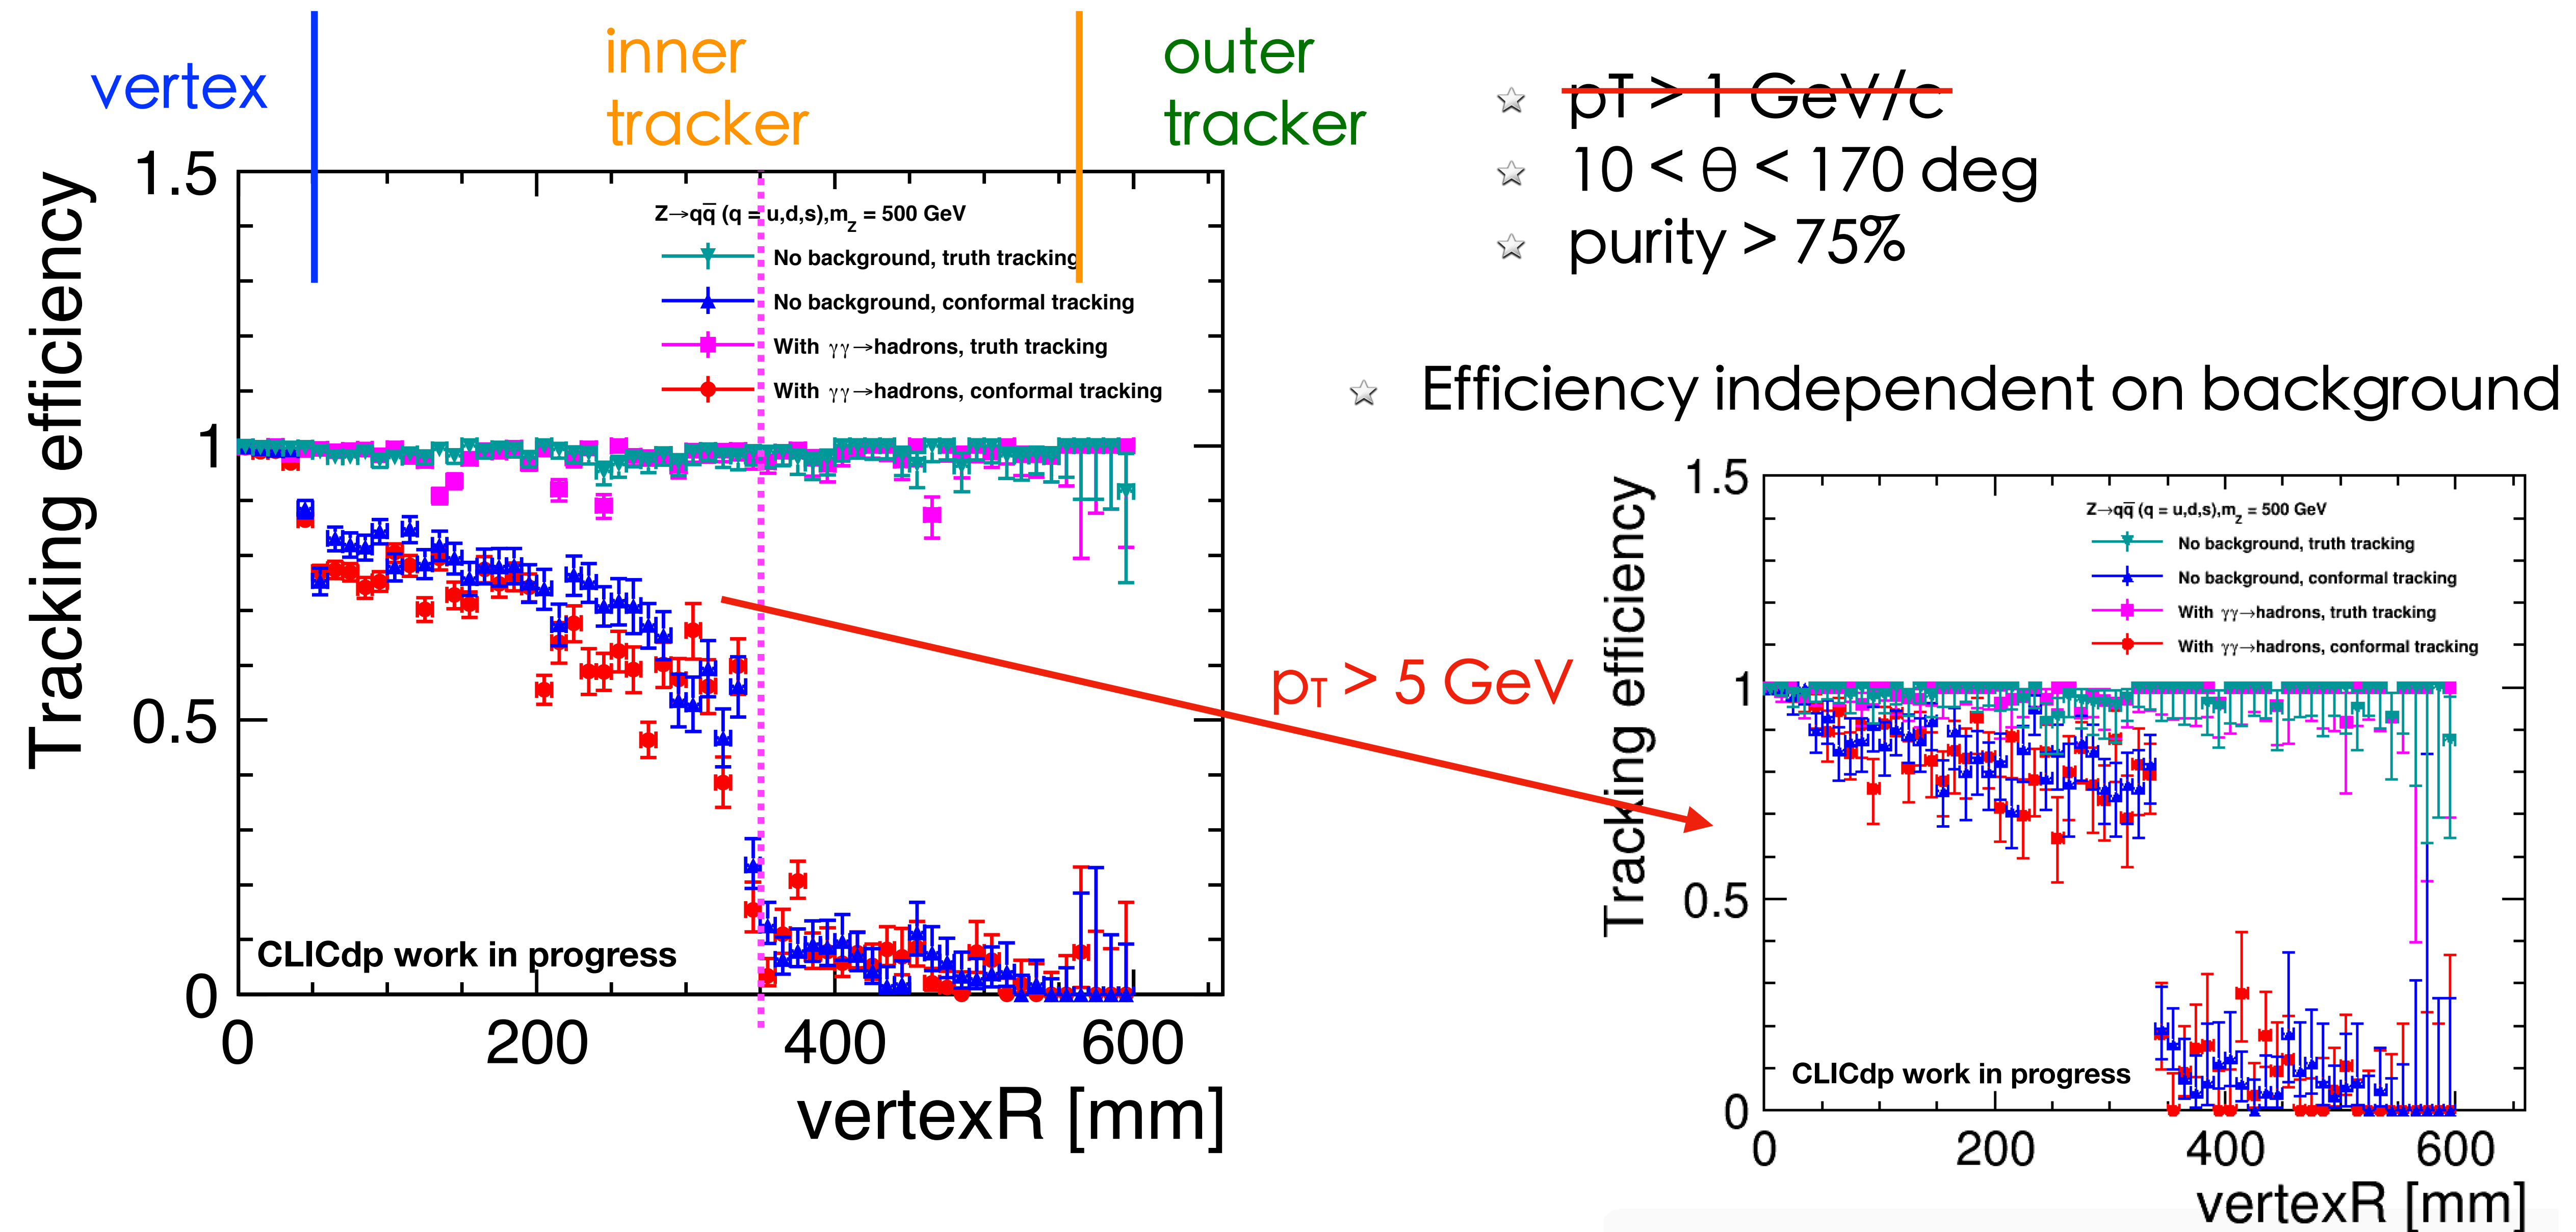 vertex
inner
tracker
outer
tracker
pT > 1 GeV/c
10 < θ < 170 deg
purity > 75%
Efficiency independent on background
Tracking efficiency
1.5
1
0.5
0
Z→qq̅ (q = u,d,s),m_Z = 500 GeV
No background, truth tracking
No background, conformal tracking
With γγ→hadrons, truth tracking
With γγ→hadrons, conformal tracking
CLICdp work in progress
0 200 400 600
vertexR [mm]
pT > 5 GeV
Tracking efficiency
1.5
1
0.5
0
Z→qq̅ (q = u,d,s),m_Z = 500 GeV
No background, truth tracking
No background, conformal tracking
With γγ→hadrons, truth tracking
With γγ→hadrons, conformal tracking
CLICdp work in progress
0 200 400 600
vertexR [mm]